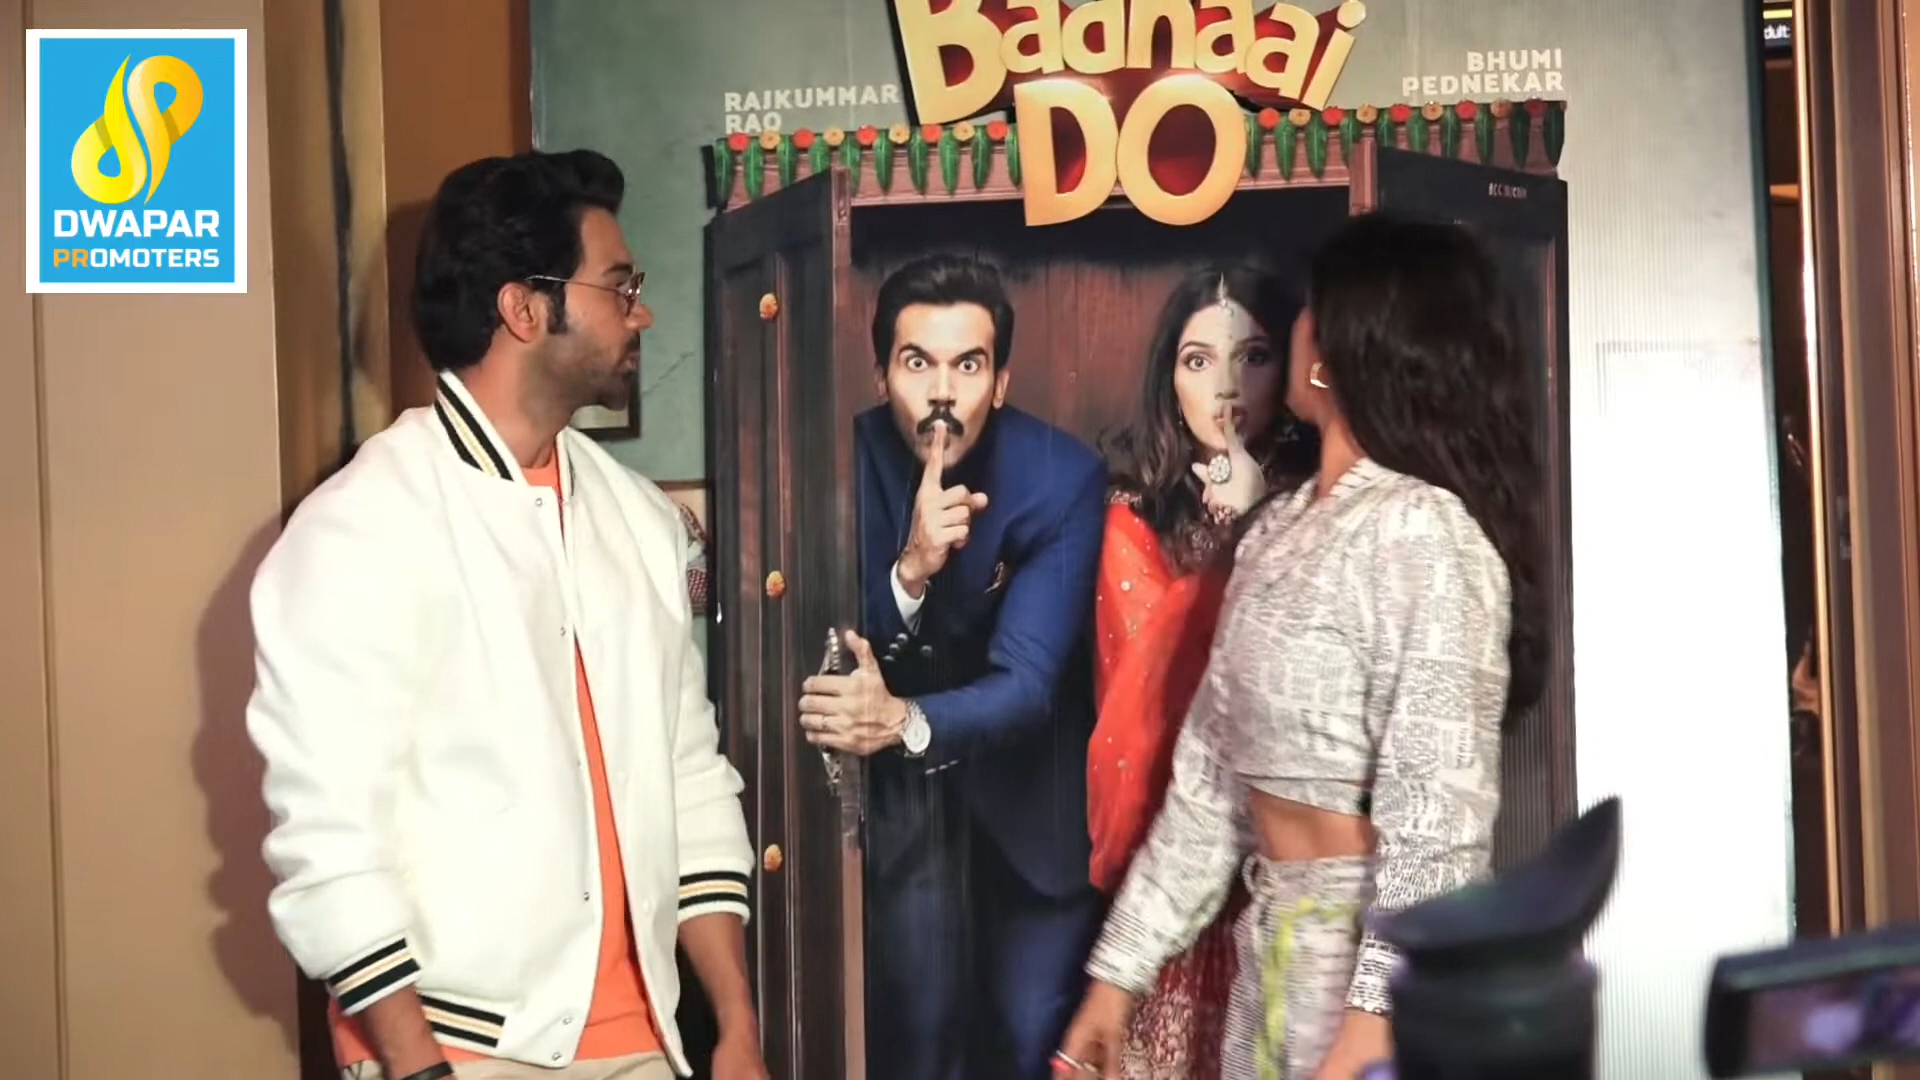 DWAPAR
PROMOTERS
RAJKUMMAR
RAO
Badhaai
DO
BHUMI
PEDNEKAR